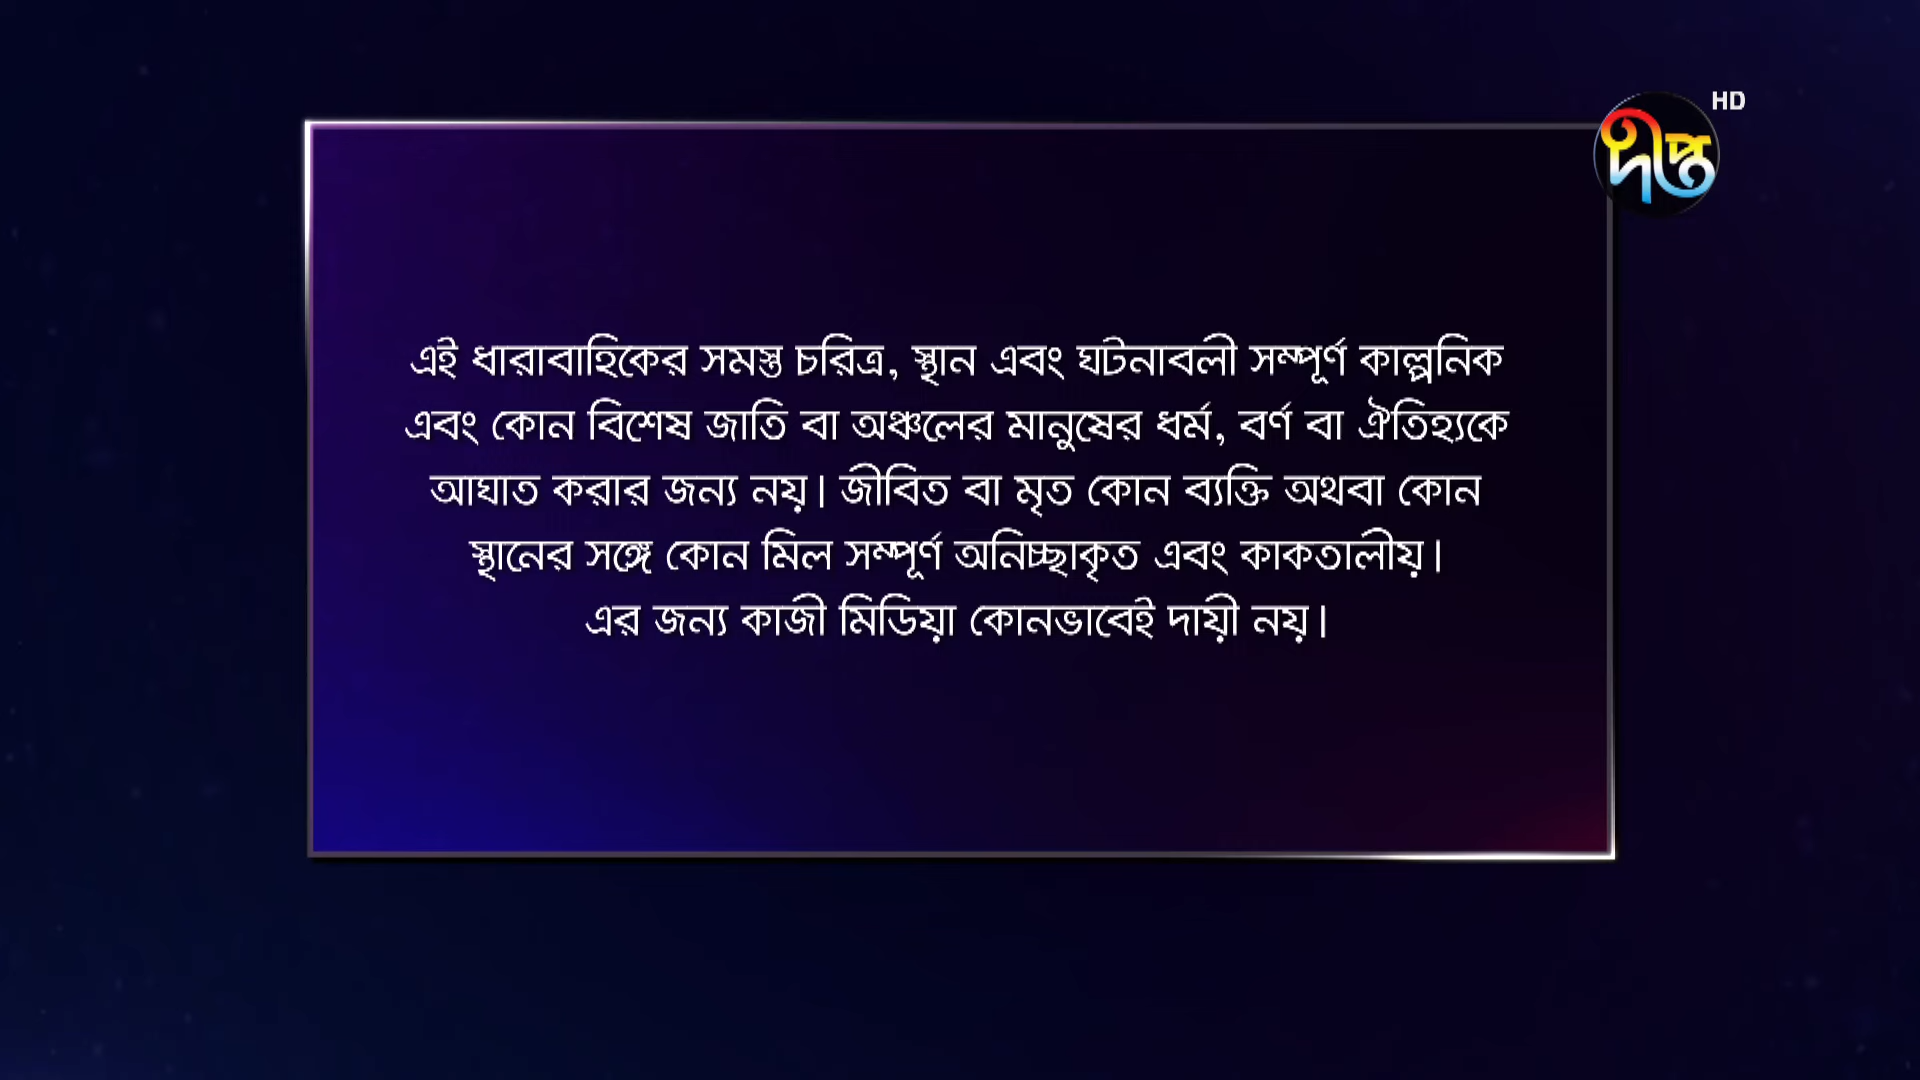 HD
দীপ্ত
এই ধারাবাহিকের সমস্ত চরিত্র, স্থান এবং ঘটনাবলী সম্পূর্ণ কাল্পনিক
এবং কোন বিশেষ জাতি বা অঞ্চলের মানুষের ধর্ম, বর্ণ বা ঐতিহ্যকে
আঘাত করার জন্য নয়। জীবিত বা মৃত কোন ব্যক্তি অথবা কোন
স্থানের সঙ্গে কোন মিল সম্পূর্ণ অনিচ্ছাকৃত এবং কাকতালীয়।
এর জন্য কাজী মিডিয়া কোনভাবেই দায়ী নয়।